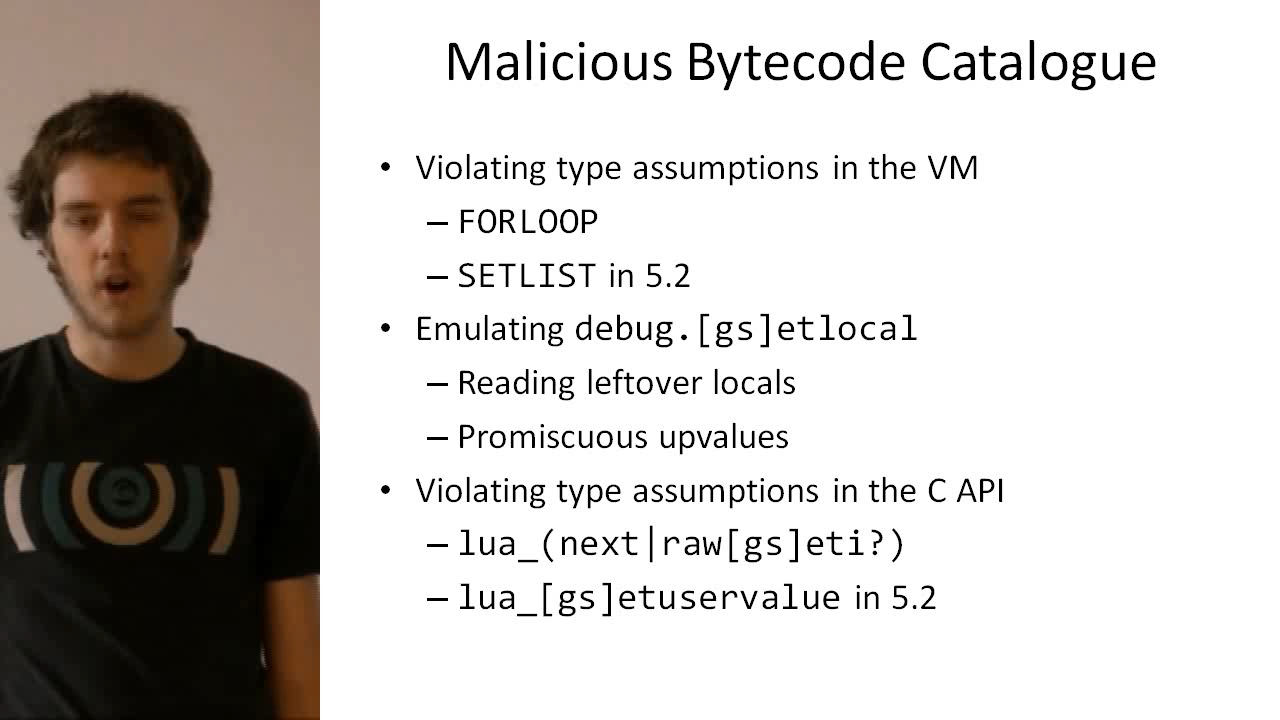 Malicious Bytecode Catalogue
• Violating type assumptions in the VM
– FORLOOP
– SETLIST in 5.2
• Emulating debug.[gs]etlocal
– Reading leftover locals
– Promiscuous upvalues
• Violating type assumptions in the C API
– lua_(next|raw[gs]eti?)
– lua_[gs]etuservalue in 5.2